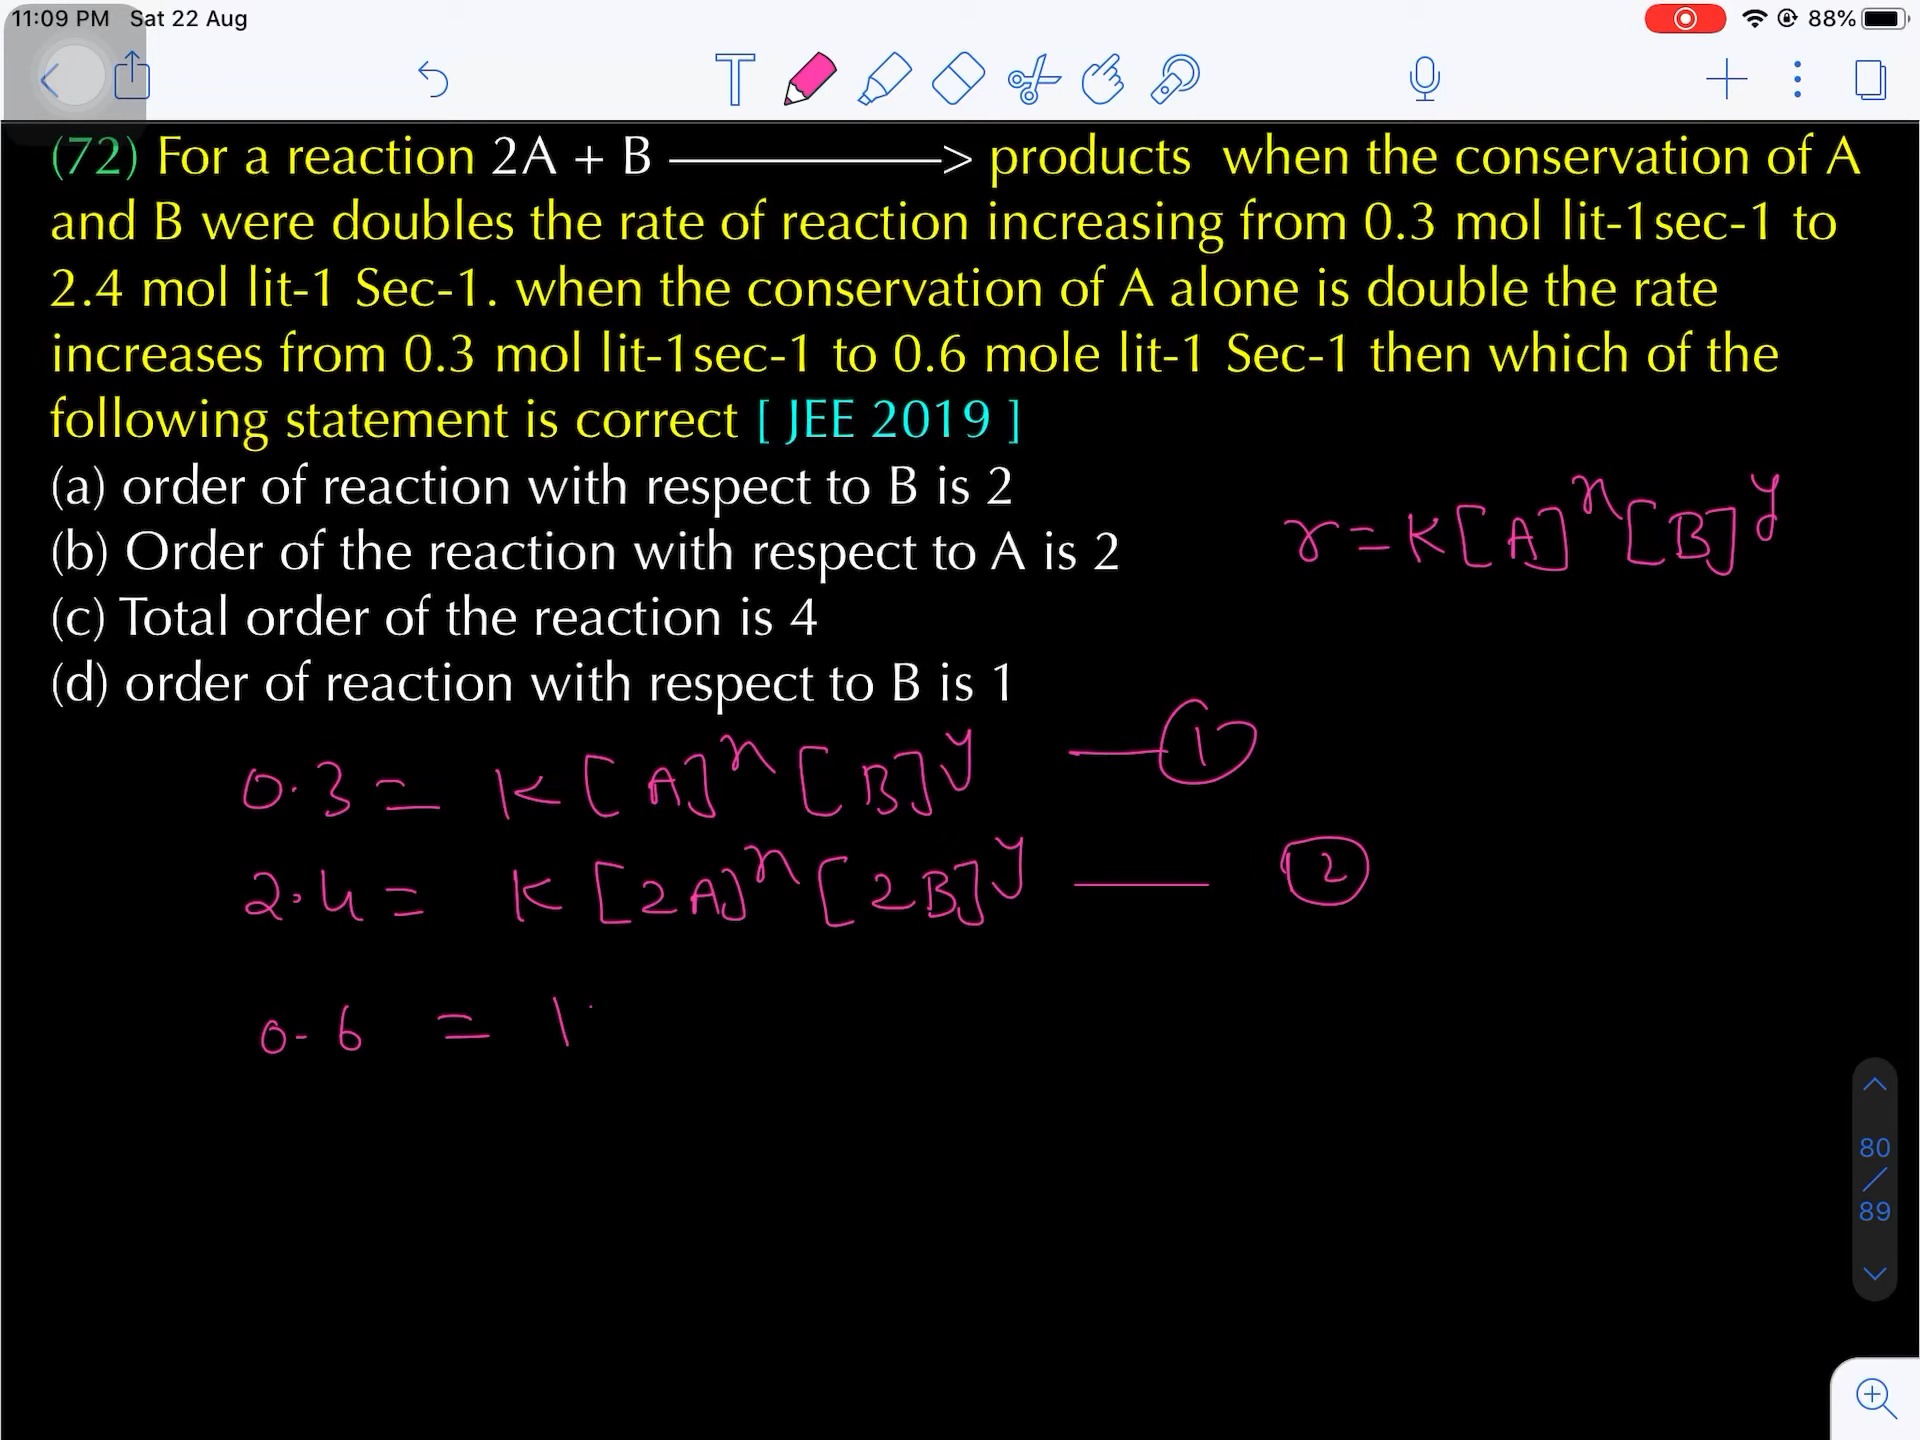 11:09 PM Sat 22 Aug
88%
T
(72) For a reaction 2A + B ————> products when the conservation of A
and B were doubles the rate of reaction increasing from 0.3 mol lit-1sec-1 to
2.4 mol lit-1 Sec-1. when the conservation of A alone is double the rate
increases from 0.3 mol lit-1sec-1 to 0.6 mole lit-1 Sec-1 then which of the
following statement is correct [ JEE 2019 ]
(a) order of reaction with respect to B is 2
(b) Order of the reaction with respect to A is 2
(c) Total order of the reaction is 4
(d) order of reaction with respect to B is 1
r = K[A]^x[B]^y
0.3 = K[A]^x[B]^y — 1
2.4 = K[2A]^x[2B]^y — 2
0.6 =
80
/
89